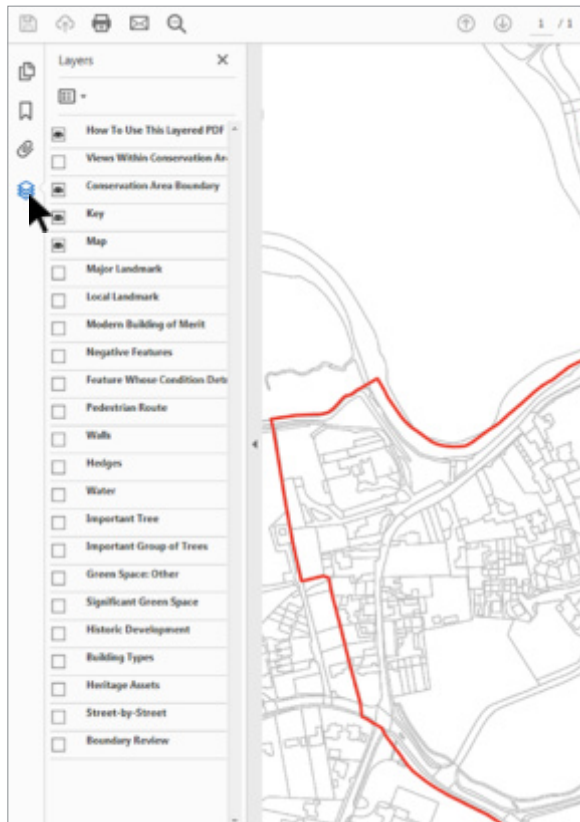 1 / 1
Layers
How To Use This Layered PDF
Views Within Conservation Are
Conservation Area Boundary
Key
Map
Major Landmark
Local Landmark
Modern Building of Merit
Negative Features
Feature Whose Condition Detr
Pedestrian Route
Walls
Hedges
Water
Important Tree
Important Group of Trees
Green Space: Other
Significant Green Space
Historic Development
Building Types
Heritage Assets
Street-by-Street
Boundary Review